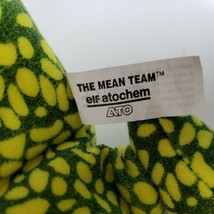 THE MEAN TEAM™
elf atochem
ATO